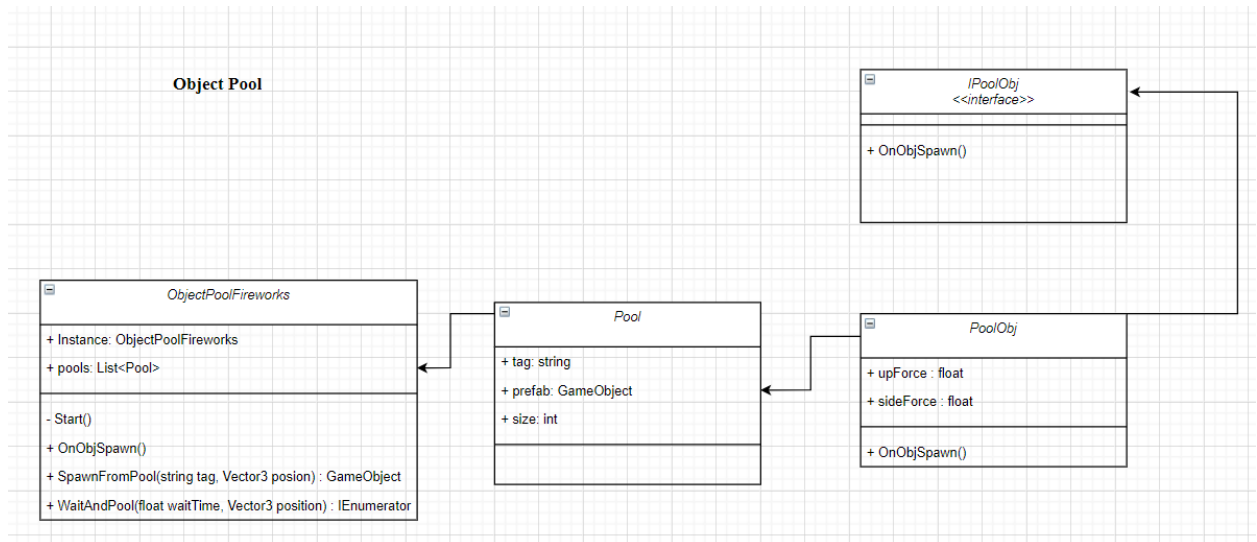 Object Pool
IPoolObj
<<interface>>
+ OnObjSpawn()
ObjectPoolFireworks
+ Instance: ObjectPoolFireworks
+ pools: List<Pool>
- Start()
+ OnObjSpawn()
+ SpawnFromPool(string tag, Vector3 posion) : GameObject
+ WaitAndPool(float waitTime, Vector3 position) : IEnumerator
Pool
+ tag: string
+ prefab: GameObject
+ size: int
PoolObj
+ upForce : float
+ sideForce : float
+ OnObjSpawn()